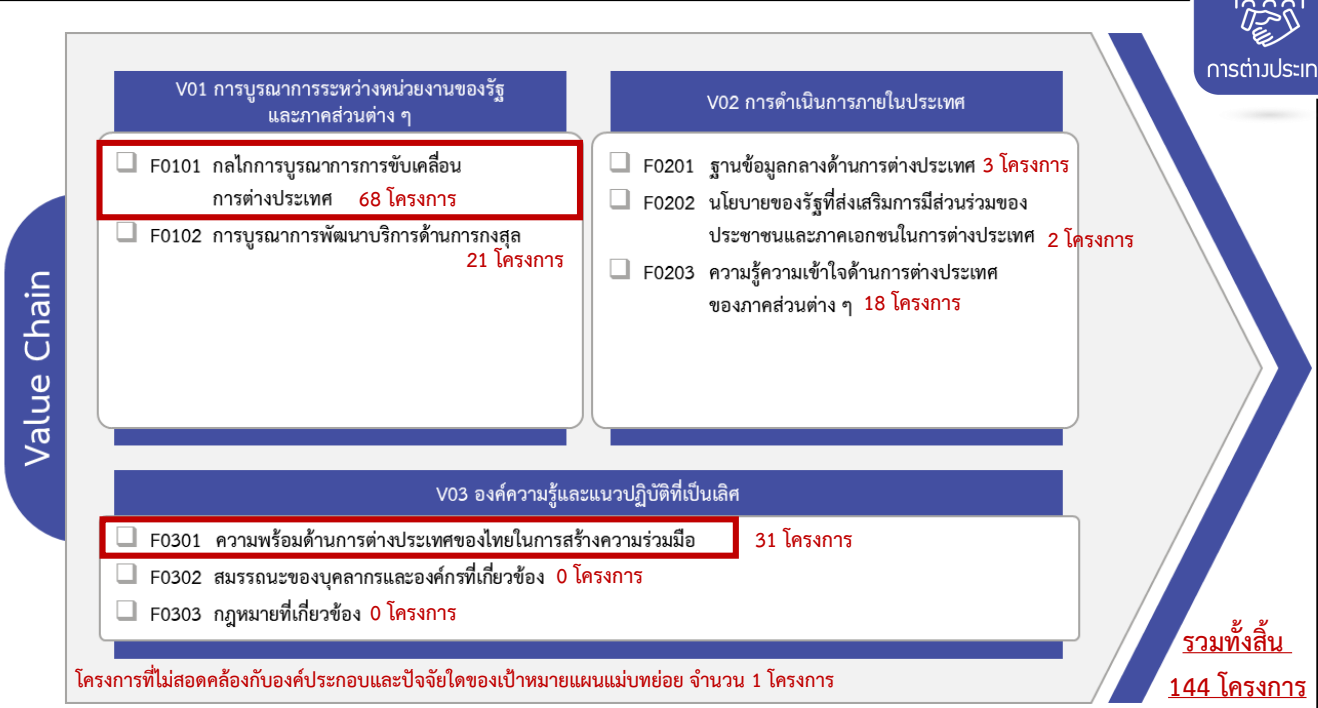 การต่างประเท
V01 การบูรณาการระหว่างหน่วยงานของรัฐ
และภาคส่วนต่าง ๆ
F0101 กลไกการบูรณาการการขับเคลื่อน
การต่างประเทศ 68 โครงการ
F0102 การบูรณาการพัฒนาบริการด้านการกงสุล
21 โครงการ
V02 การดำเนินการภายในประเทศ
F0201 ฐานข้อมูลกลางด้านการต่างประเทศ 3 โครงการ
F0202 นโยบายของรัฐที่ส่งเสริมการมีส่วนร่วมของ
ประชาชนและภาคเอกชนในการต่างประเทศ 2 โครงการ
F0203 ความรู้ความเข้าใจด้านการต่างประเทศ
ของภาคส่วนต่าง ๆ 18 โครงการ
Value Chain
V03 องค์ความรู้และแนวปฏิบัติที่เป็นเลิศ
F0301 ความพร้อมด้านการต่างประเทศของไทยในการสร้างความร่วมมือ 31 โครงการ
F0302 สมรรถนะของบุคลากรและองค์กรที่เกี่ยวข้อง 0 โครงการ
F0303 กฎหมายที่เกี่ยวข้อง 0 โครงการ
โครงการที่ไม่สอดคล้องกับองค์ประกอบและปัจจัยใดของเป้าหมายแผนแม่บทย่อย จำนวน 1 โครงการ
รวมทั้งสิ้น
144 โครงการ